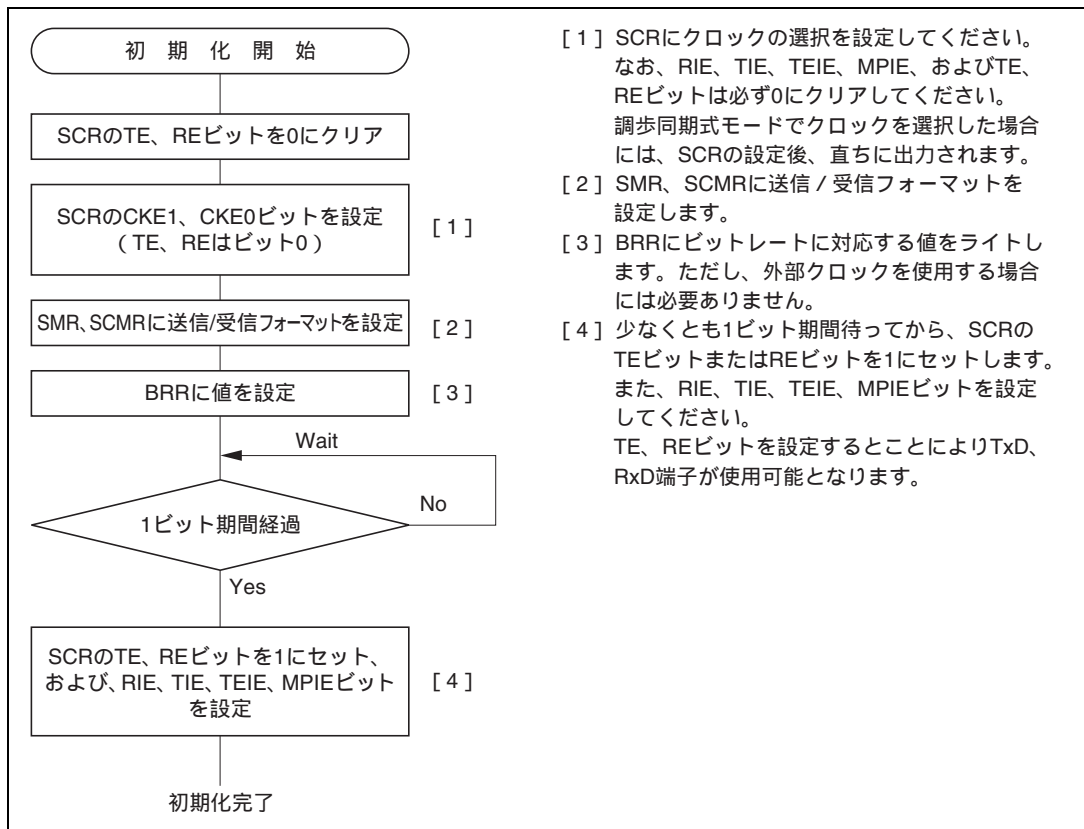 初 期 化 開 始
SCRのTE、REビットを0にクリア
SCRのCKE1、CKE0ビットを設定
（TE、REはビット0）
[1]
SMR、SCMRに送信/受信フォーマットを設定
[2]
BRRに値を設定
[3]
Wait
1ビット期間経過
No
Yes
SCRのTE、REビットを1にセット、
および、RIE、TIE、TEIE、MPIEビット
を設定
[4]
初期化完了
[1] SCRにクロックの選択を設定してください。
なお、RIE、TIE、TEIE、MPIE、およびTE、
REビットは必ず0にクリアしてください。
調歩同期式モードでクロックを選択した場合
には、SCRの設定後、直ちに出力されます。
[2] SMR、SCMRに送信／受信フォーマットを
設定します。
[3] BRRにビットレートに対応する値をライトし
ます。ただし、外部クロックを使用する場合
には必要ありません。
[4] 少なくとも1ビット期間待ってから、SCRの
TEビットまたはREビットを1にセットします。
また、RIE、TIE、TEIE、MPIEビットを設定
してください。
TE、REビットを設定するとことによりTxD、
RxD端子が使用可能となります。